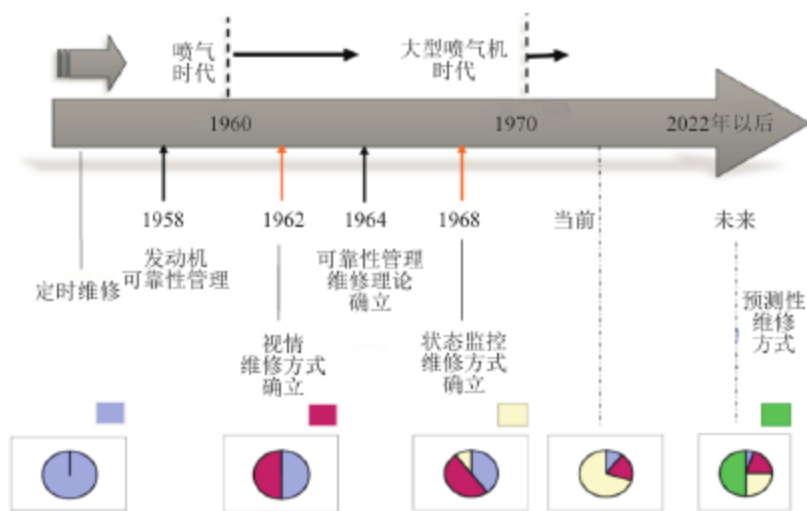 喷气
时代
大型喷气机
时代
1960
1970
2022年以后
1958
1962
1964
1968
当前
未来
定时维修
发动机
可靠性管理
视情
维修方式
确立
可靠性管理
维修理论
确立
状态监控
维修方式
确立
预测性
维修
方式